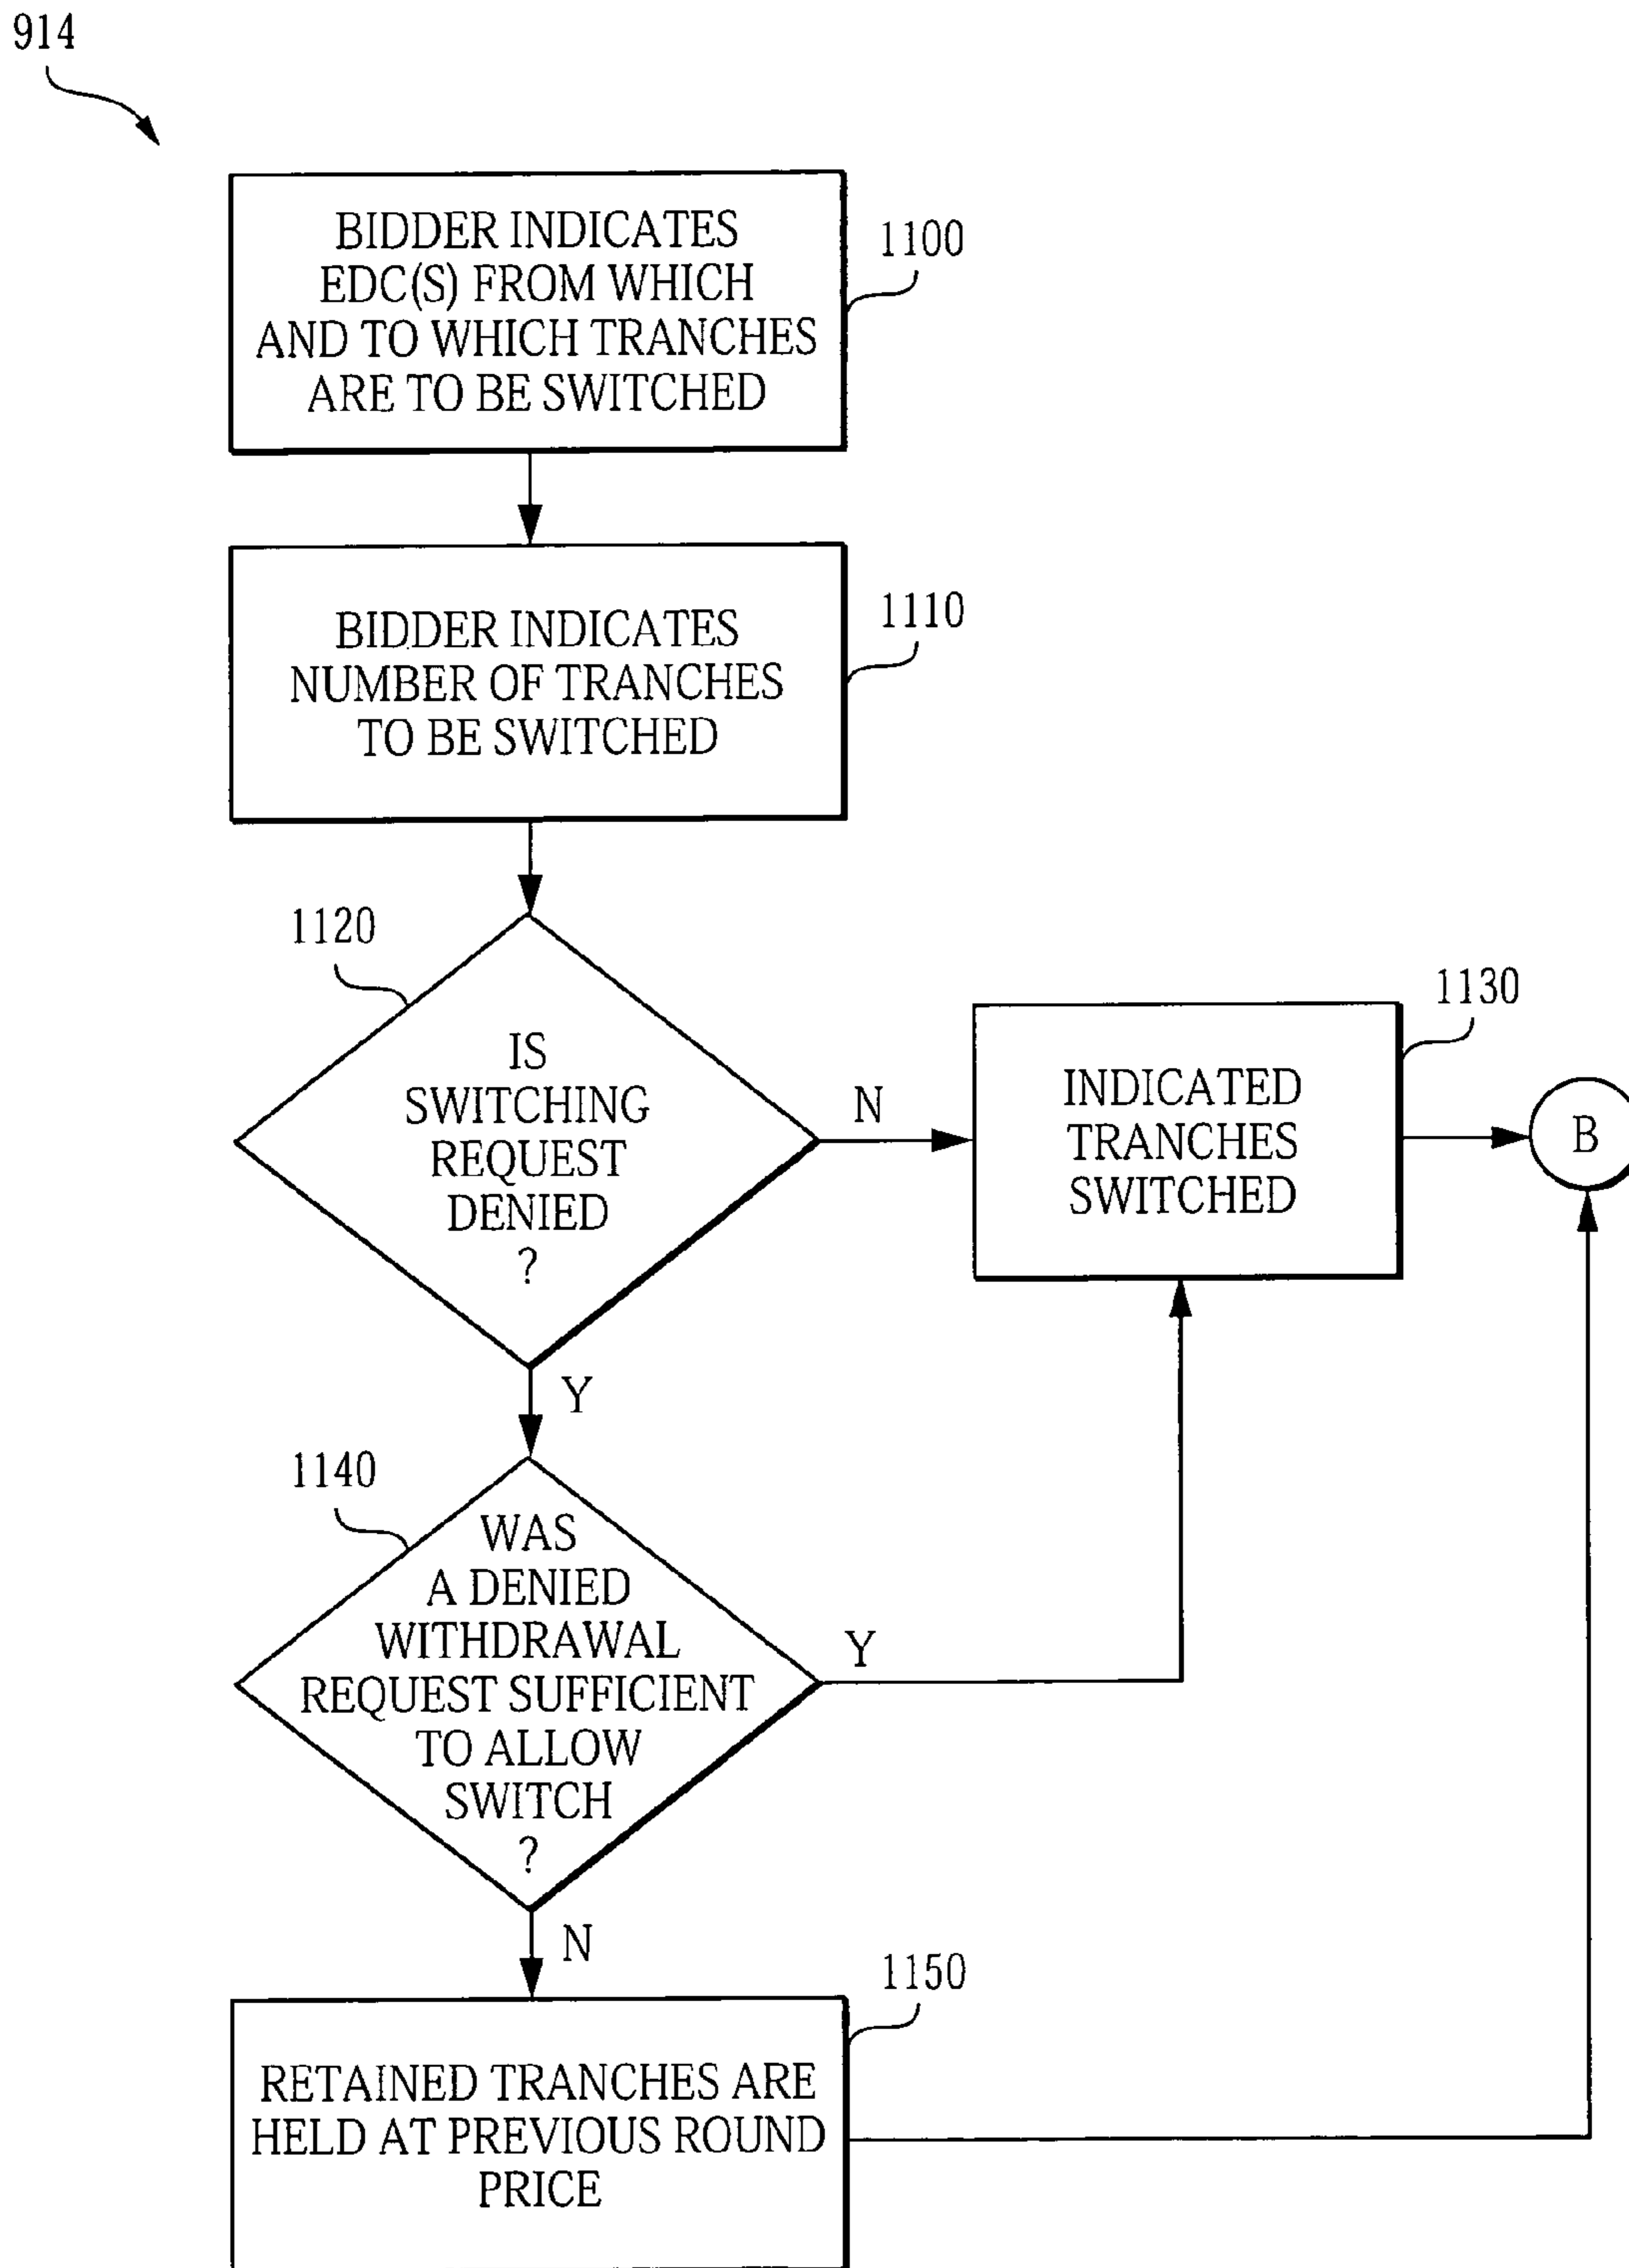 914
BIDDER INDICATES
EDC(S) FROM WHICH
AND TO WHICH TRANCHES
ARE TO BE SWITCHED
1100
BIDDER INDICATES
NUMBER OF TRANCHES
TO BE SWITCHED
1110
1120
IS
SWITCHING
REQUEST
DENIED
?
N
Y
INDICATED
TRANCHES
SWITCHED
1130
B
1140
WAS
A DENIED
WITHDRAWAL
REQUEST SUFFICIENT
TO ALLOW
SWITCH
?
Y
N
RETAINED TRANCHES ARE
HELD AT PREVIOUS ROUND
PRICE
1150